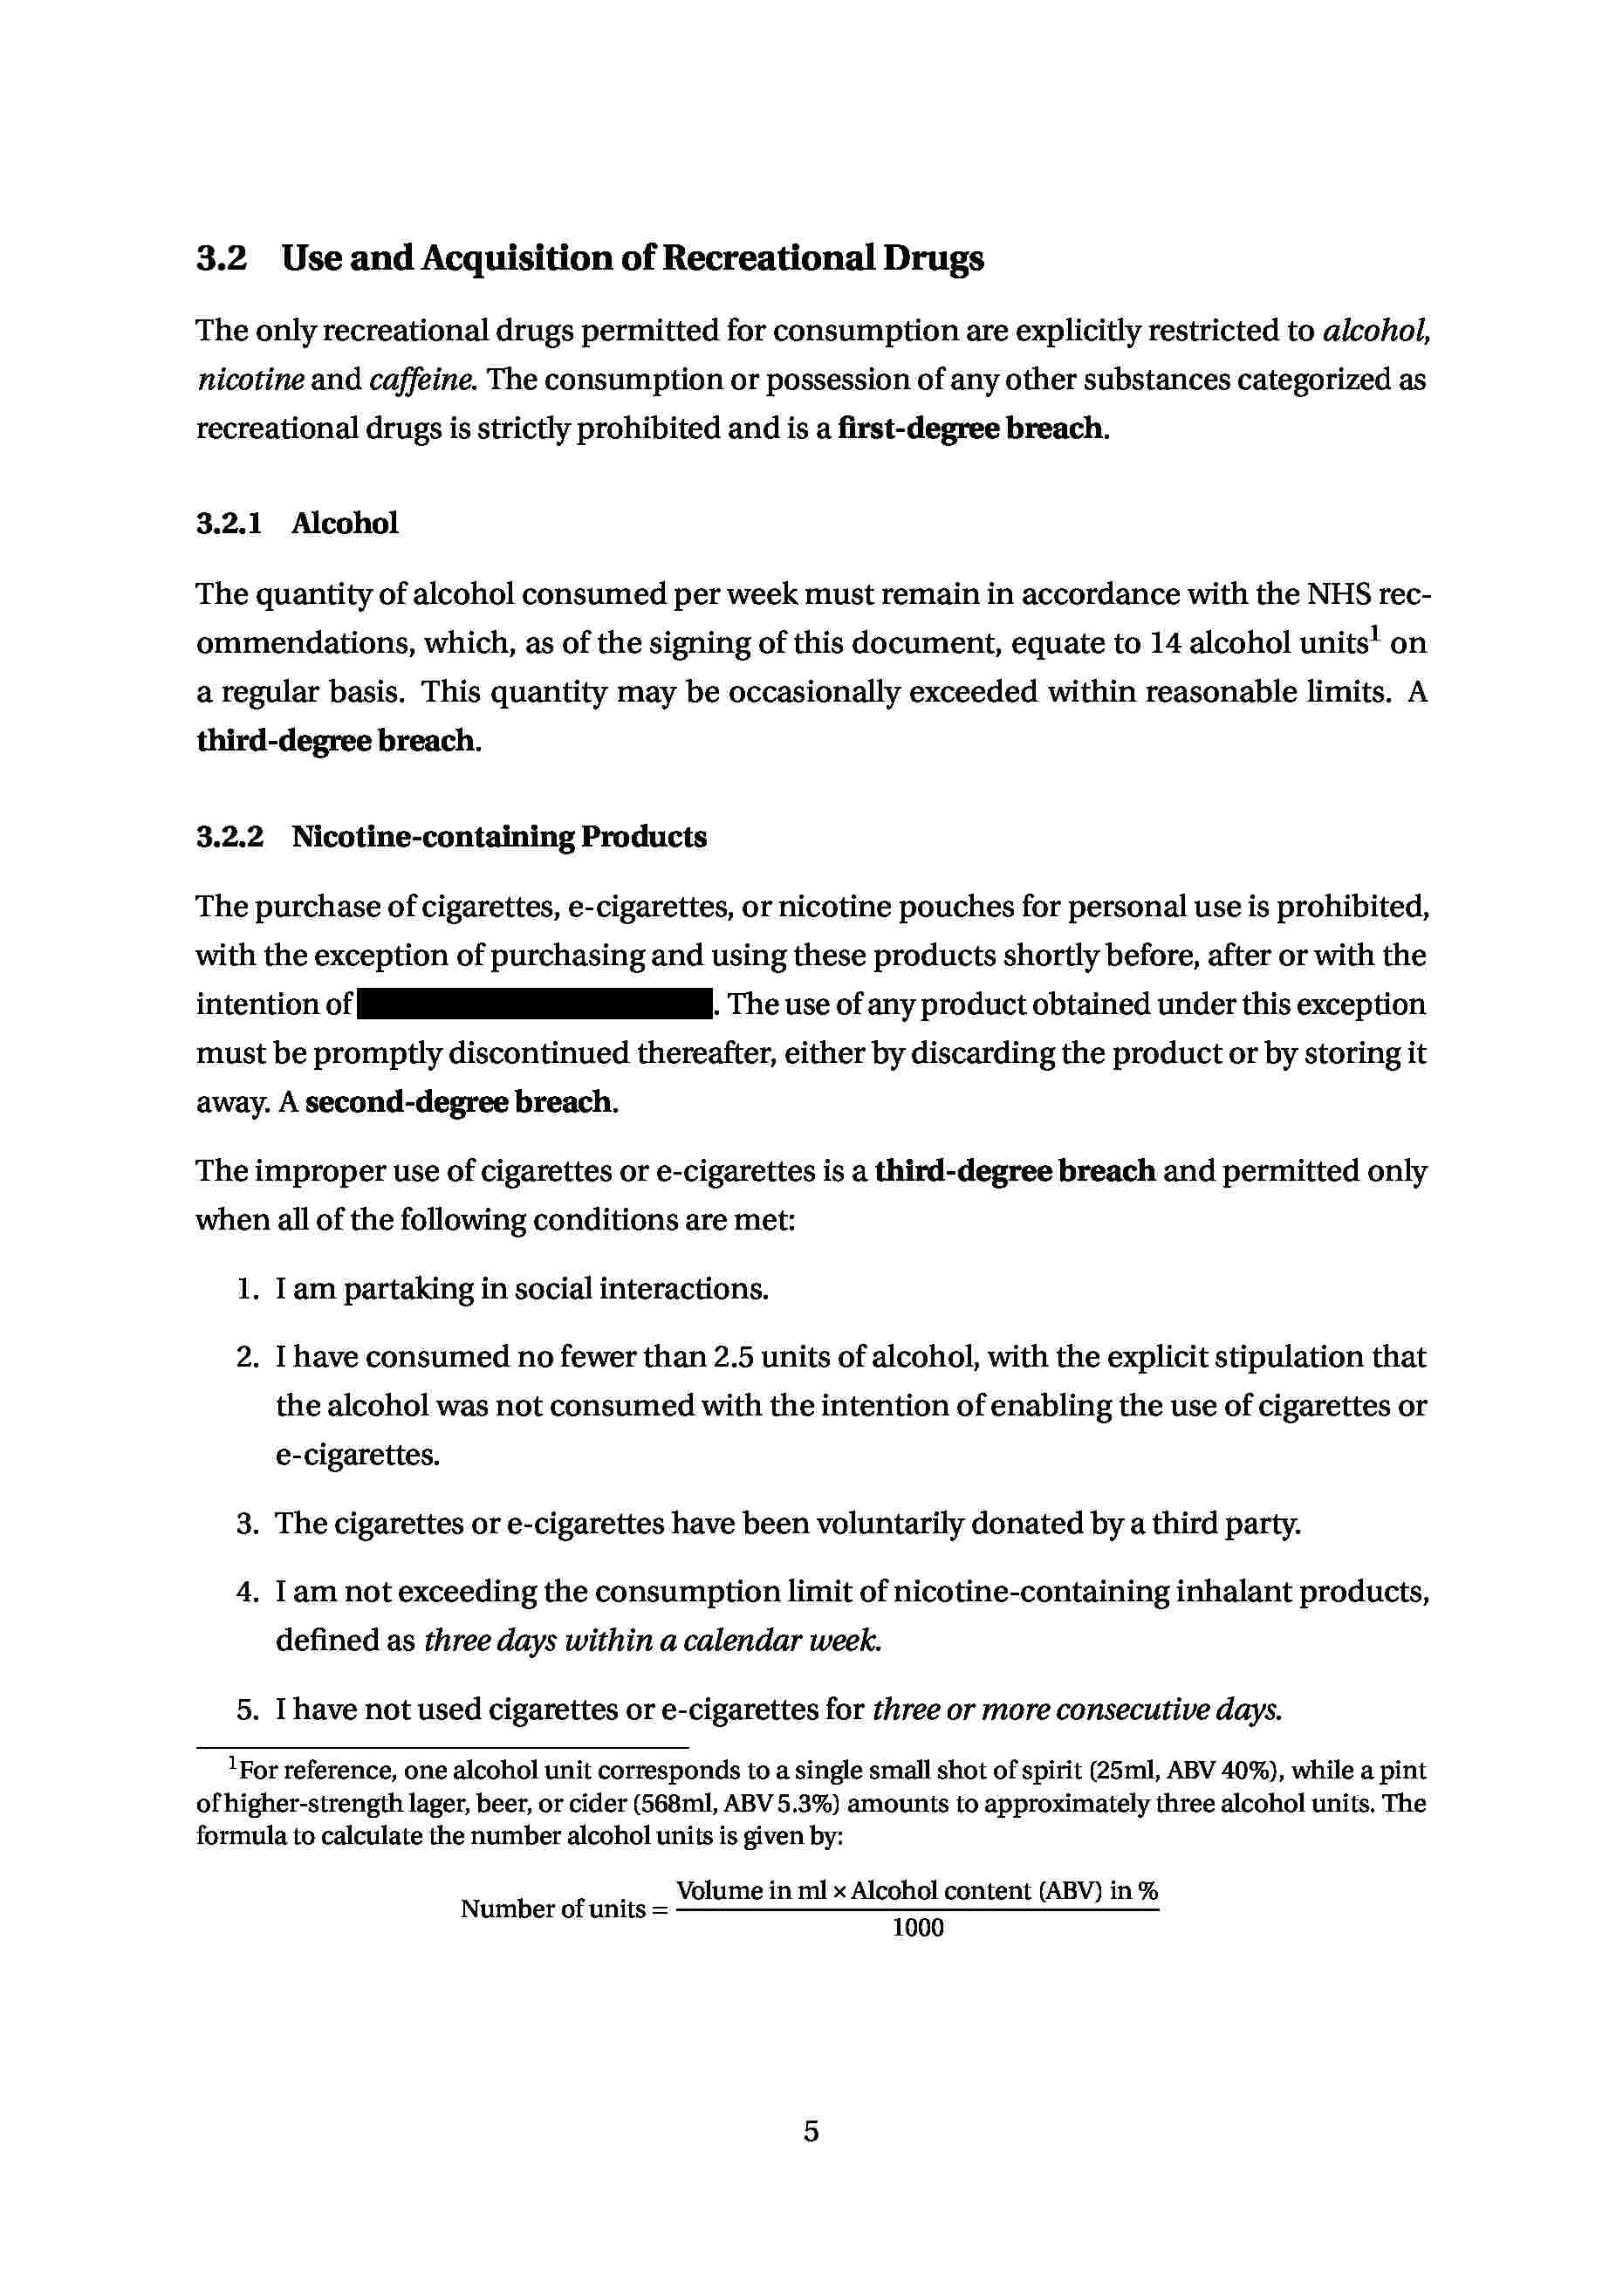 3.2 Use and Acquisition of Recreational Drugs
The only recreational drugs permitted for consumption are explicitly restricted to alcohol,
nicotine and caffeine. The consumption or possession of any other substances categorized as
recreational drugs is strictly prohibited and is a first-degree breach.
3.2.1 Alcohol
The quantity of alcohol consumed per week must remain in accordance with the NHS rec-
ommendations, which, as of the signing of this document, equate to 14 alcohol units1 on
a regular basis. This quantity may be occasionally exceeded within reasonable limits. A
third-degree breach.
3.2.2 Nicotine-containing Products
The purchase of cigarettes, e-cigarettes, or nicotine pouches for personal use is prohibited,
with the exception of purchasing and using these products shortly before, after or with the
intention of . The use of any product obtained under this exception
must be promptly discontinued thereafter, either by discarding the product or by storing it
away. A second-degree breach.
The improper use of cigarettes or e-cigarettes is a third-degree breach and permitted only
when all of the following conditions are met:
1. I am partaking in social interactions.
2. I have consumed no fewer than 2.5 units of alcohol, with the explicit stipulation that
the alcohol was not consumed with the intention of enabling the use of cigarettes or
e-cigarettes.
3. The cigarettes or e-cigarettes have been voluntarily donated by a third party.
4. I am not exceeding the consumption limit of nicotine-containing inhalant products,
defined as three days within a calendar week.
5. I have not used cigarettes or e-cigarettes for three or more consecutive days.
1For reference, one alcohol unit corresponds to a single small shot of spirit (25ml, ABV 40%), while a pint
of higher-strength lager, beer, or cider (568ml, ABV 5.3%) amounts to approximately three alcohol units. The
formula to calculate the number alcohol units is given by:
Number of units = Volume in ml × Alcohol content (ABV) in %
1000
5